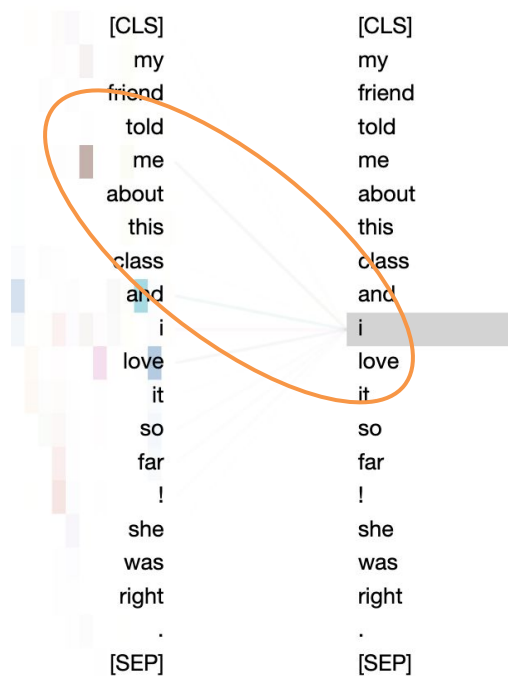 [CLS] [CLS]
my my
friend friend
told told
me me
about about
this this
class class
and and
i i
love love
it it
so so
far far
! !
she she
was was
right right
. .
[SEP] [SEP]